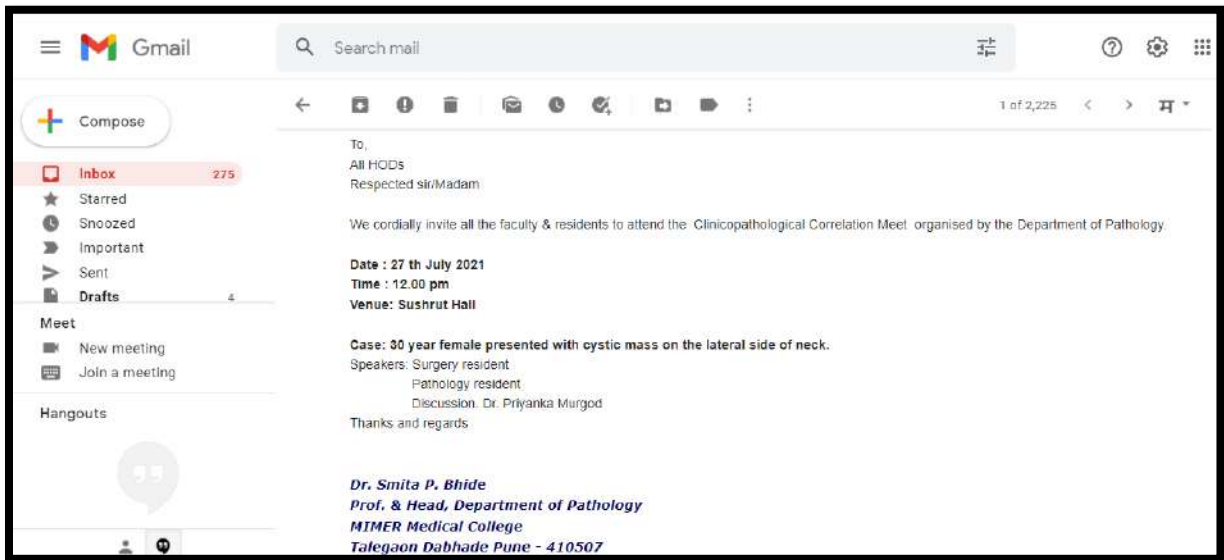 Gmail
Search mail
Compose
1 of 2,225
म
Inbox 275
Starred
Snoozed
Important
Sent
Drafts 4
Meet
New meeting
Join a meeting
Hangouts
To,
All HODs
Respected sir/Madam
We cordially invite all the faculty & residents to attend the Clinicopathological Correlation Meet organised by the Department of Pathology.
Date : 27 th July 2021
Time : 12.00 pm
Venue: Sushrut Hall
Case: 30 year female presented with cystic mass on the lateral side of neck.
Speakers: Surgery resident
Pathology resident
Discussion. Dr. Priyanka Murgod
Thanks and regards
Dr. Smita P. Bhide
Prof. & Head, Department of Pathology
MIMER Medical College
Talegaon Dabhade Pune - 410507